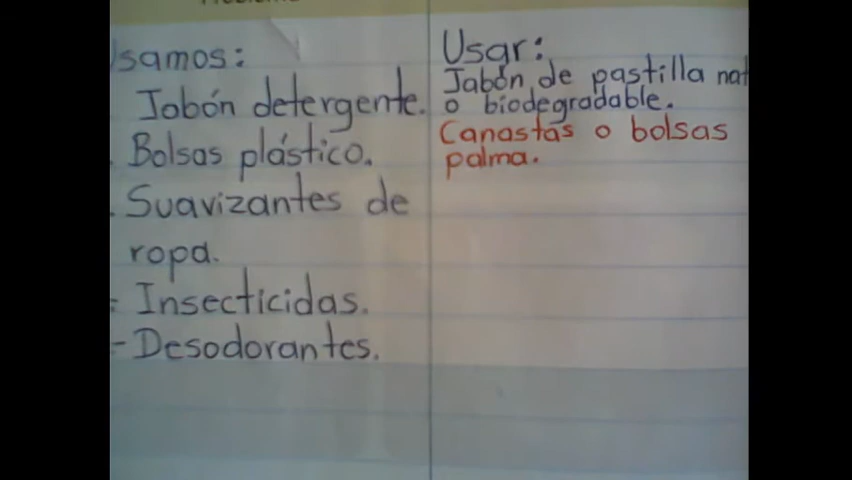 Usamos:
Jabón detergente.
Bolsas plástico.
Suavizantes de
ropa.
- Insecticidas.
- Desodorantes.
Usar:
Jabón de pastilla nat
o biodegradable.
Canastas o bolsas
palma.